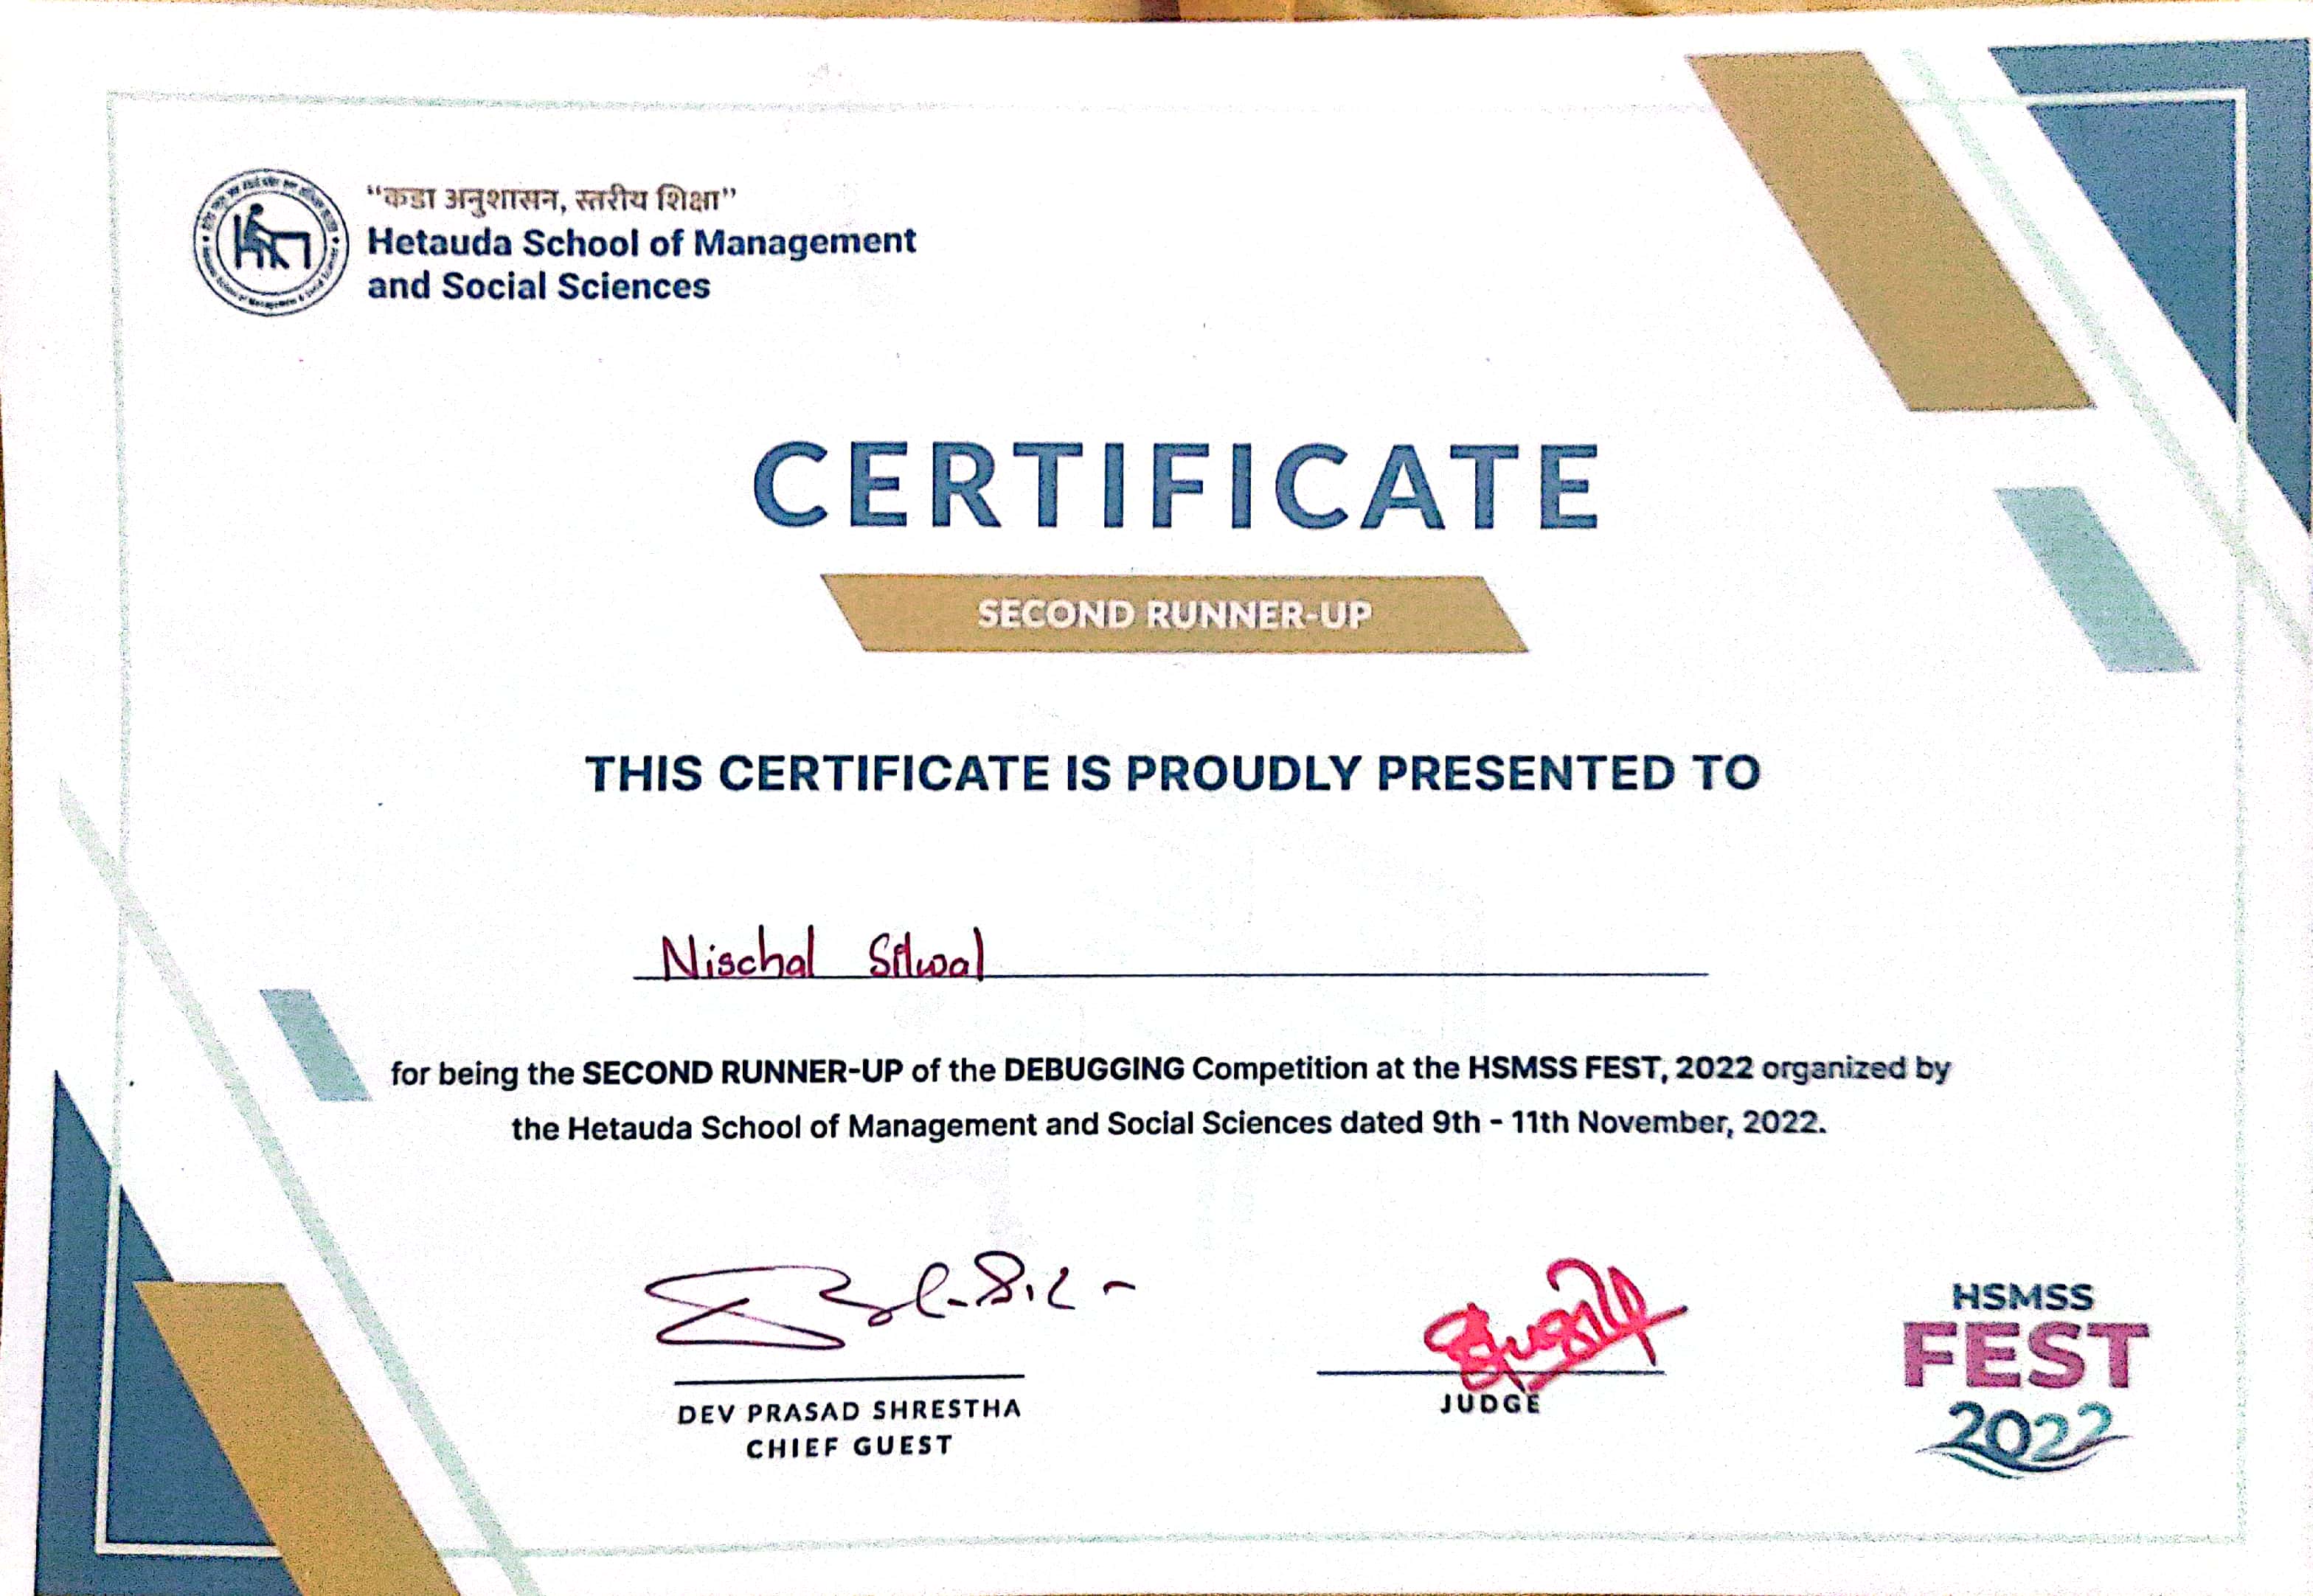 “कडा अनुशासन, स्तरीय शिक्षा”
Hetauda School of Management
and Social Sciences
CERTIFICATE
SECOND RUNNER-UP
THIS CERTIFICATE IS PROUDLY PRESENTED TO
Nischal Silwal
for being the SECOND RUNNER-UP of the DEBUGGING Competition at the HSMSS FEST, 2022 organized by
the Hetauda School of Management and Social Sciences dated 9th - 11th November, 2022.
DEV PRASAD SHRESTHA
CHIEF GUEST
JUDGE
HSMSS
FEST
2022